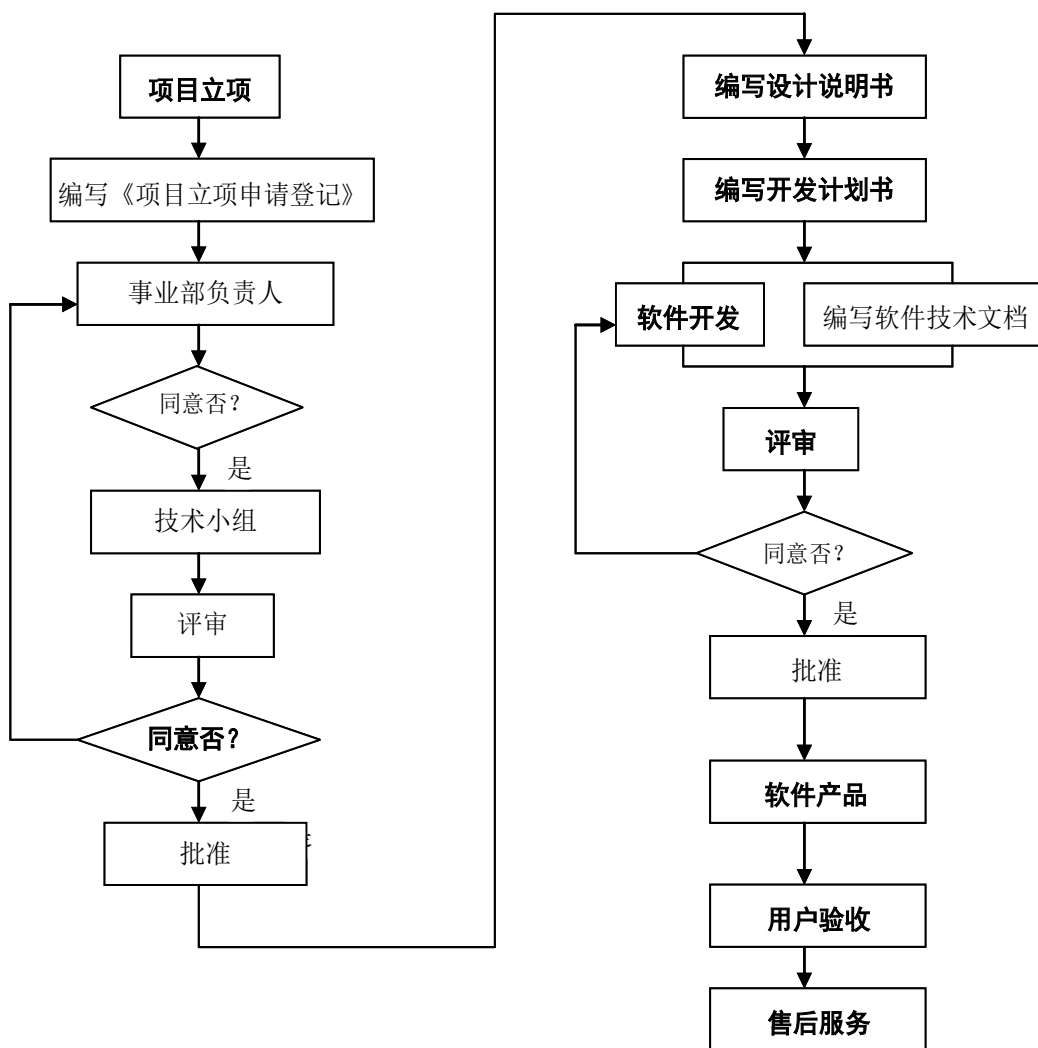 项目立项
编写《项目立项申请登记》
事业部负责人
同意否？
是
技术小组
评审
同意否？
是
批准
编写设计说明书
编写开发计划书
软件开发
编写软件技术文档
评审
同意否？
是
批准
软件产品
用户验收
售后服务